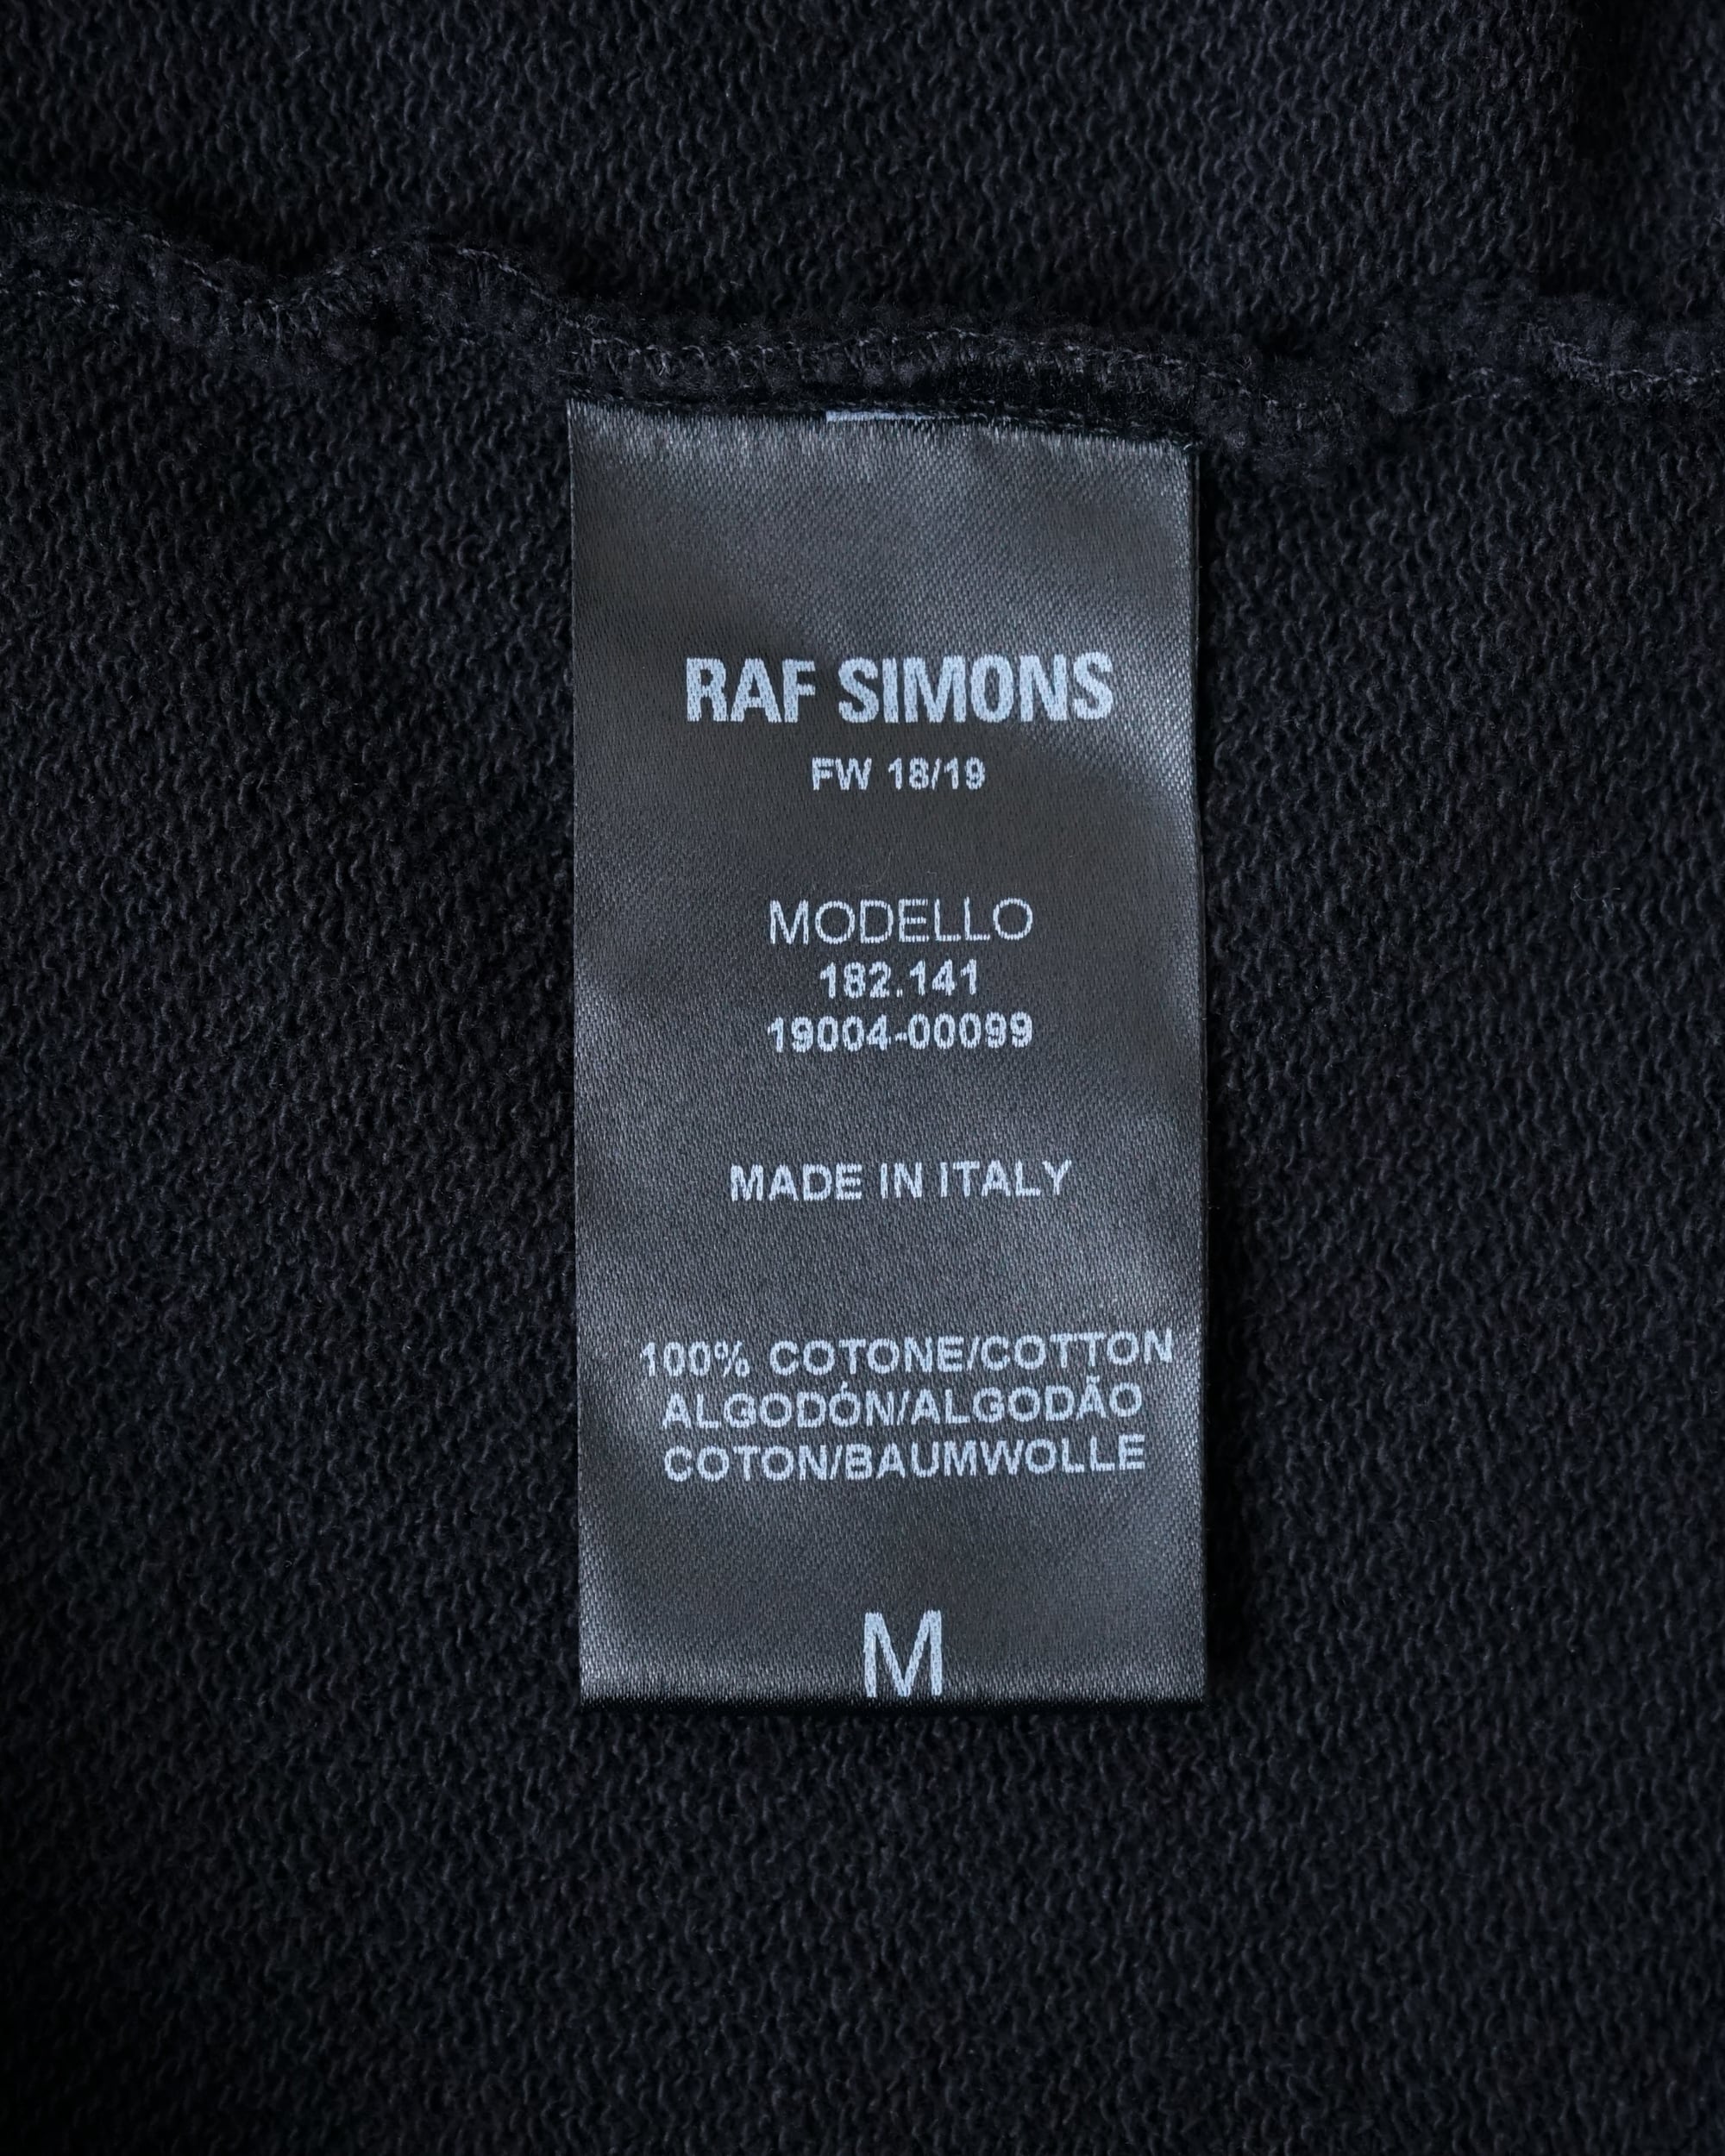 RAF SIMONS
FW 18/19
MODELLO
182.141
19004-00099
MADE IN ITALY
100% COTONE/COTTON
ALGODÓN/ALGODÃO
COTON/BAUMWOLLE
M